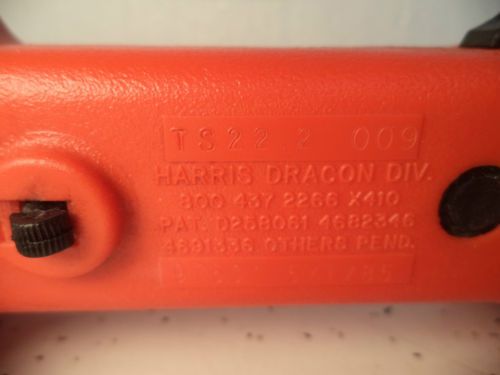 TS22 2 009
HARRIS DRACON DIV.
800 437 2266 X410
PAT. D258061 4682346
4691336 OTHERS PEND.